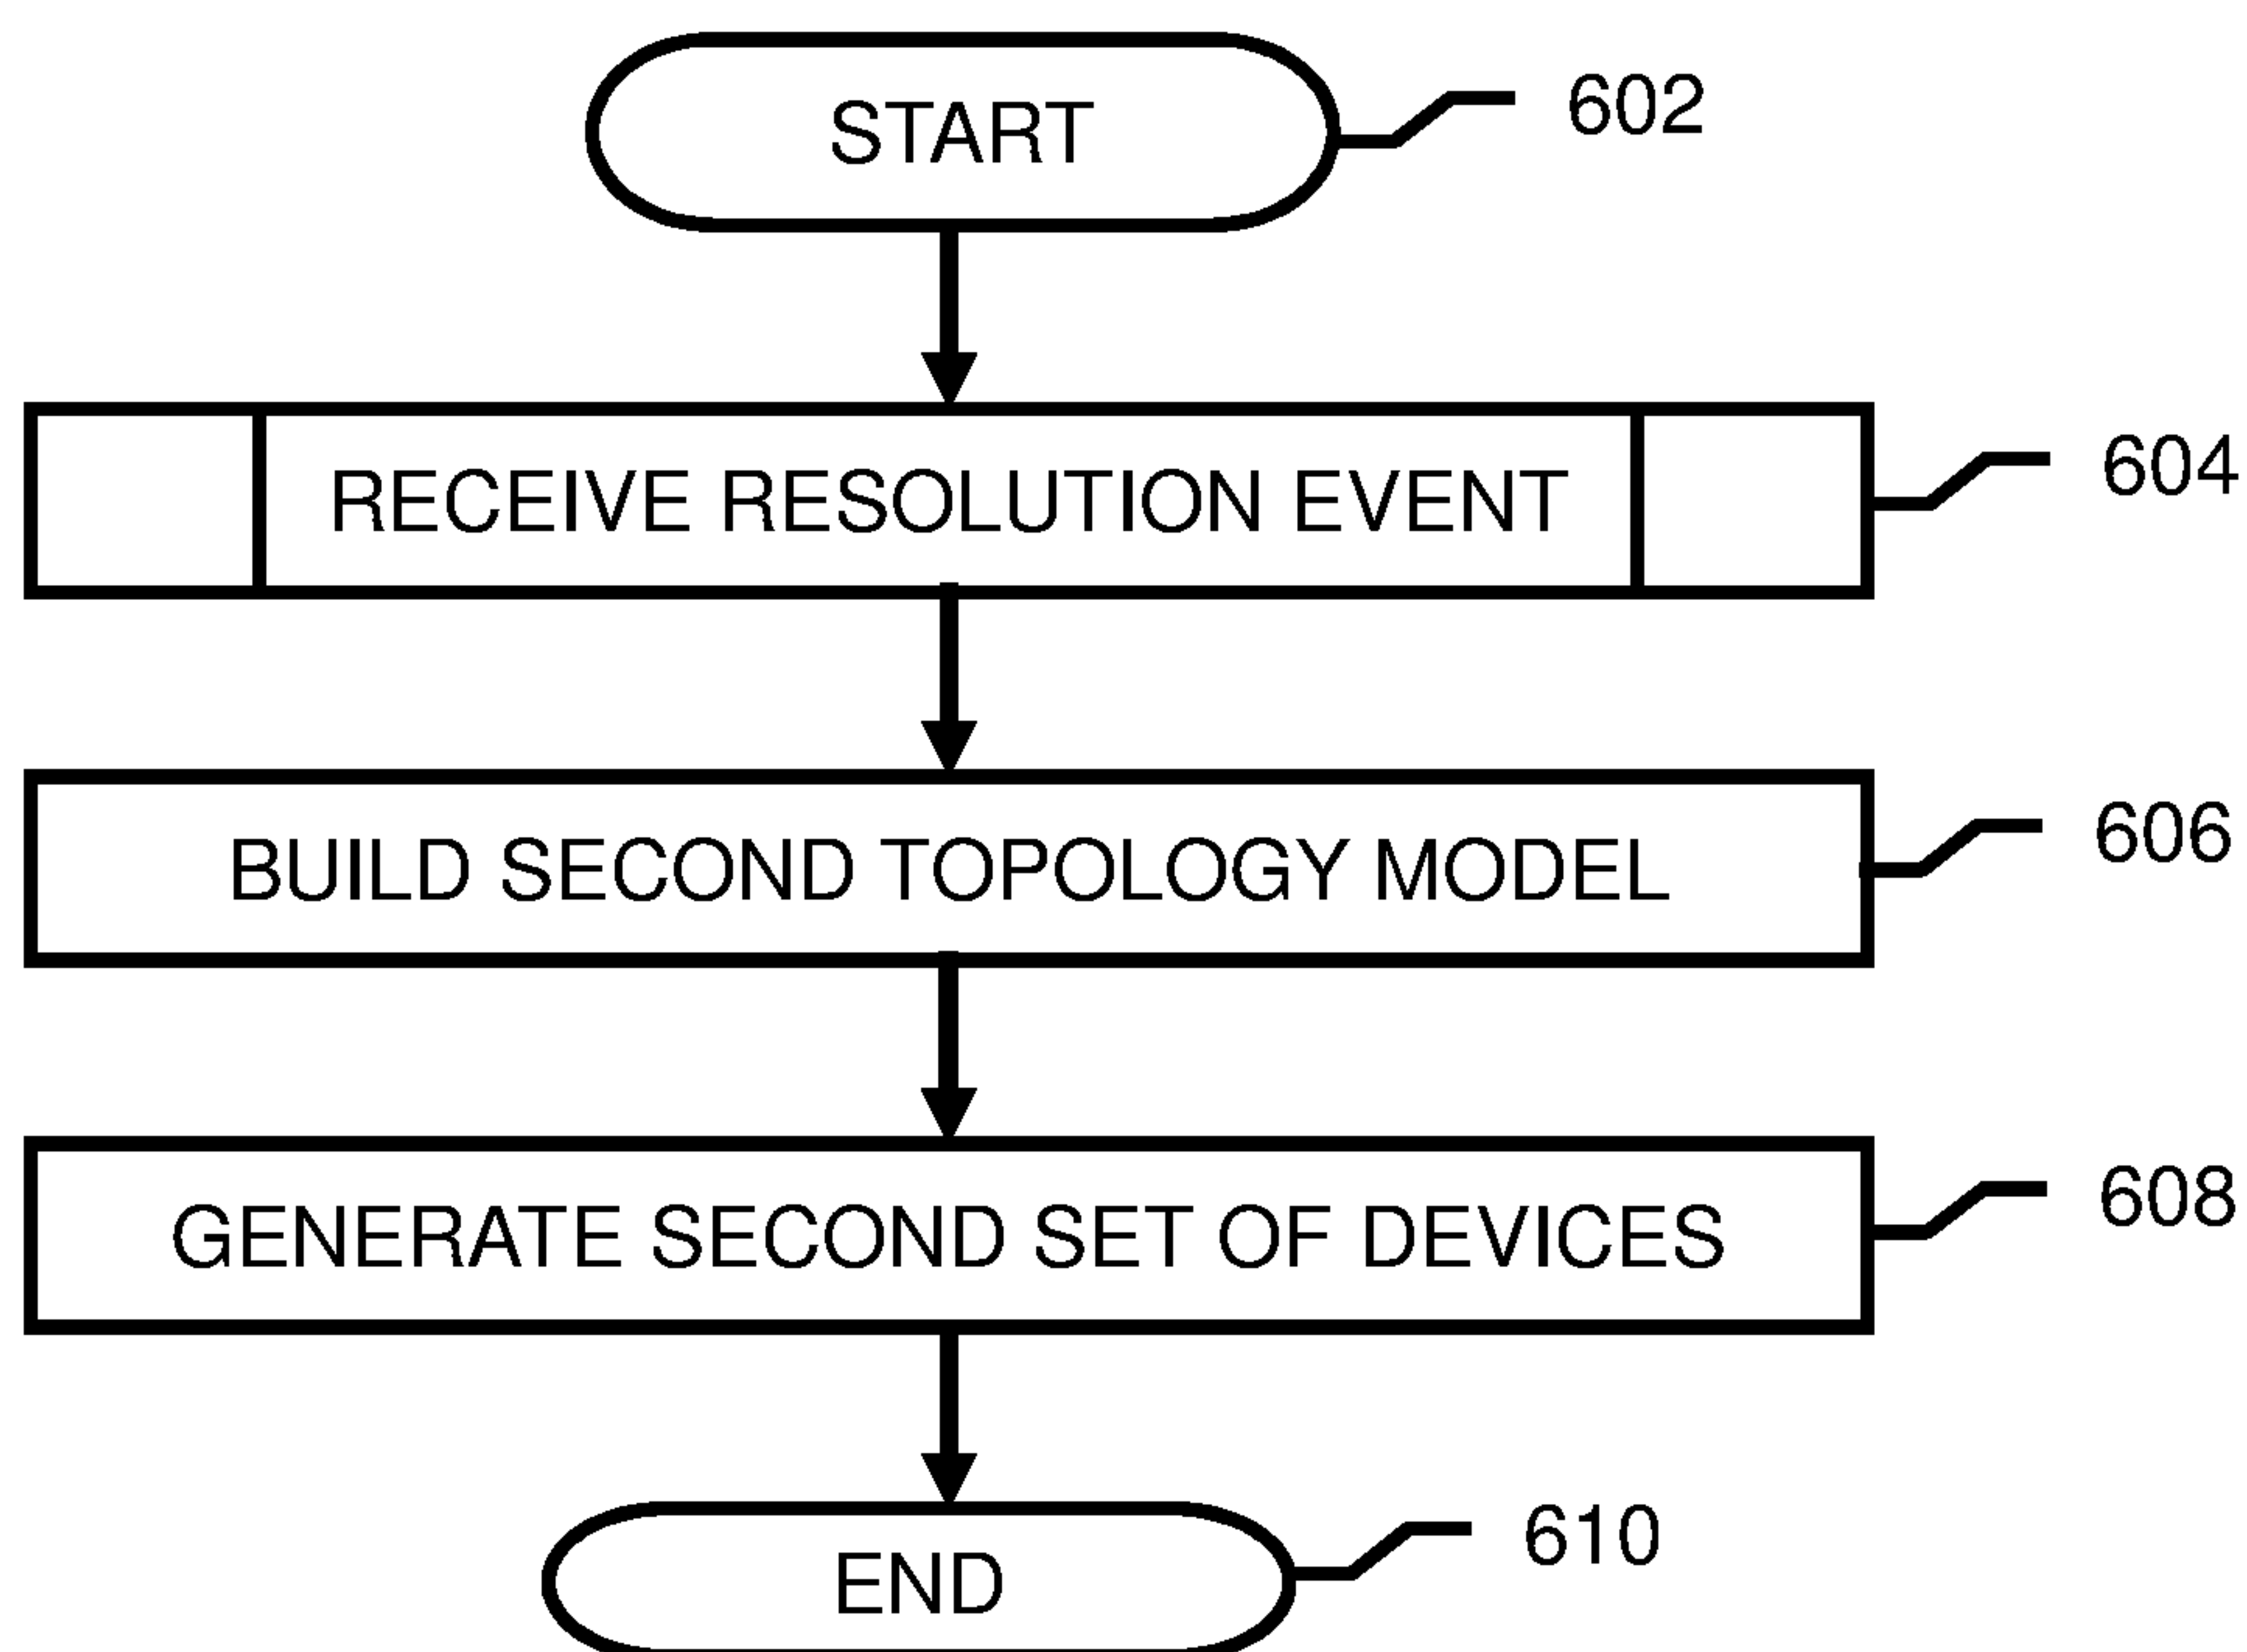 START
602
RECEIVE RESOLUTION EVENT
604
BUILD SECOND TOPOLOGY MODEL
606
GENERATE SECOND SET OF DEVICES
608
END
610